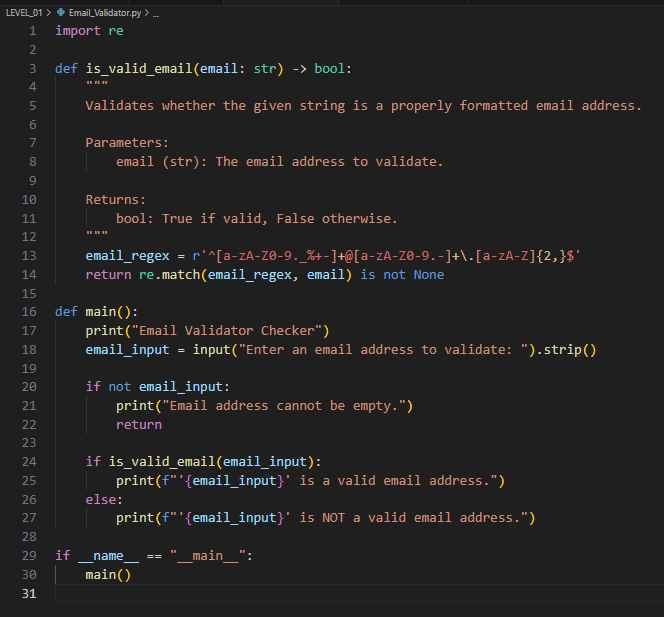 LEVEL_01 > Email_Validator.py > ...
1 import re
2
3 def is_valid_email(email: str) -> bool:
4     """
5     Validates whether the given string is a properly formatted email address.
6
7     Parameters:
8         email (str): The email address to validate.
9
10     Returns:
11         bool: True if valid, False otherwise.
12     """
13     email_regex = r'^[a-zA-Z0-9._%+-]+@[a-zA-Z0-9.-]+\.[a-zA-Z]{2,}$'
14     return re.match(email_regex, email) is not None
15
16 def main():
17     print("Email Validator Checker")
18     email_input = input("Enter an email address to validate: ").strip()
19
20     if not email_input:
21         print("Email address cannot be empty.")
22         return
23
24     if is_valid_email(email_input):
25         print(f"'{email_input}' is a valid email address.")
26     else:
27         print(f"'{email_input}' is NOT a valid email address.")
28
29 if __name__ == "__main__":
30     main()
31